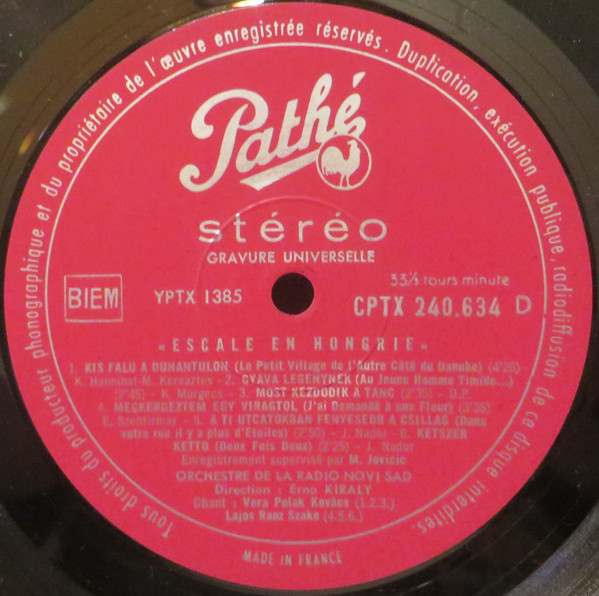 Tous droits du producteur phonographique et du propriétaire de l'œuvre enregistrée réservés. Duplication, exécution publique, radiodiffusion de ce disque interdites.
Pathé
stéréo
GRAVURE UNIVERSELLE
33⅓ tours minute
BIEM
YPTX 1385
CPTX 240.634 D
«ESCALE EN HONGRIE»
1. KIS FALU A DUNANTULON (Le Petit Village de l'Autre Côté du Danube) (4'20)
K. Hannibal-M. Keresztes - 2. GYAVA LEGENYNEK (Au Jeune Homme Timide...)
(2'45) - K. Murgacs - 3. MOST KEZDODIK A TANC (2'35) - D.P.
4. MEGKERDEZTEM EGY VIRAGTOL (J'ai Demandé à une Fleur) (3'35)
E. Szentirmay - 5. A TI UTCATOKBAN FENYESEBB A CSILLAG (Dans
votre rue il y a plus d'Etoiles) (2'50) - J. Nador - 6. KETSZER
KETTO (Deux Fois Deux) (2'25) - J. Nador
Enregistrement supervisé par M. Jovicic
ORCHESTRE DE LA RADIO NOVI SAD
Direction : Erno KIRALY
Chant : Vera Polak Kovács (1.2.3.)
Lajos Racz Szako (4.5.6.)
MADE IN FRANCE